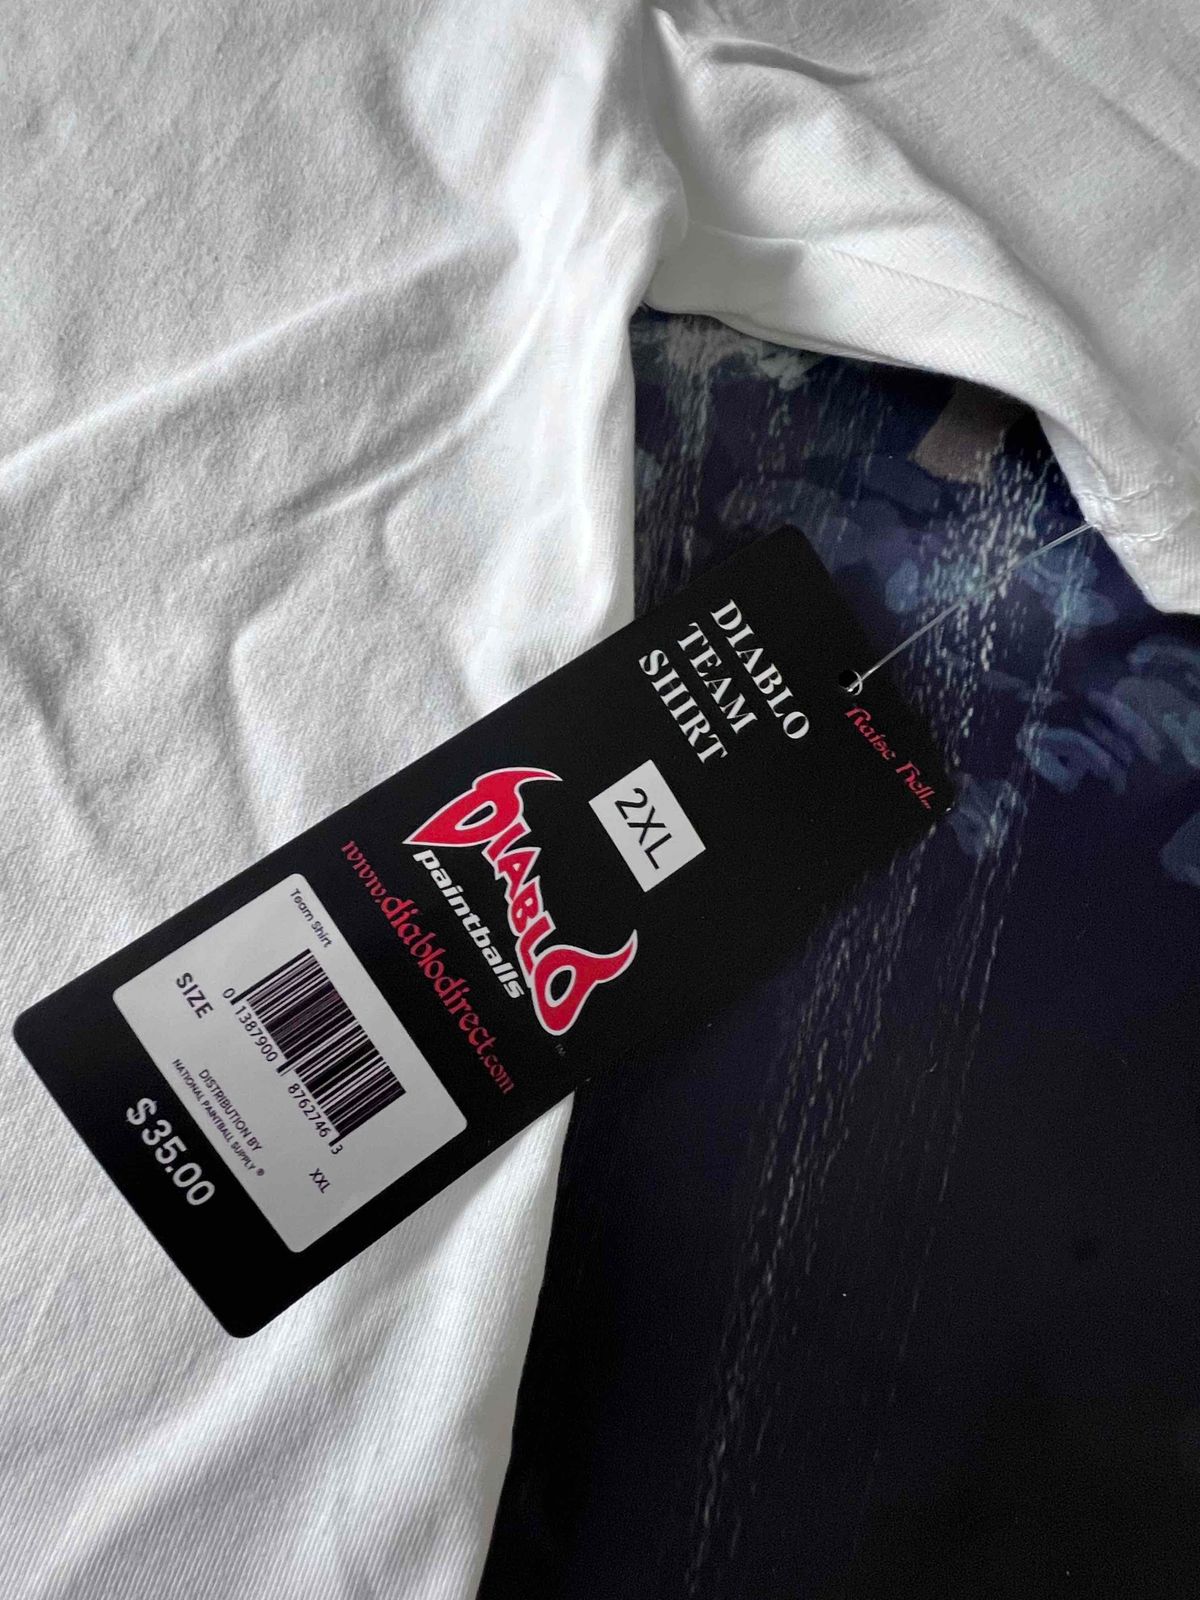 Raise Hell...
DIABLO
TEAM
SHIRT
2XL
DIABLO
paintballs
™
www.diablodirect.com
Team Shirt
0 1387900 8762746 3
SIZE
XXL
DISTRIBUTION BY
NATIONAL PAINTBALL SUPPLY ®
$35.00